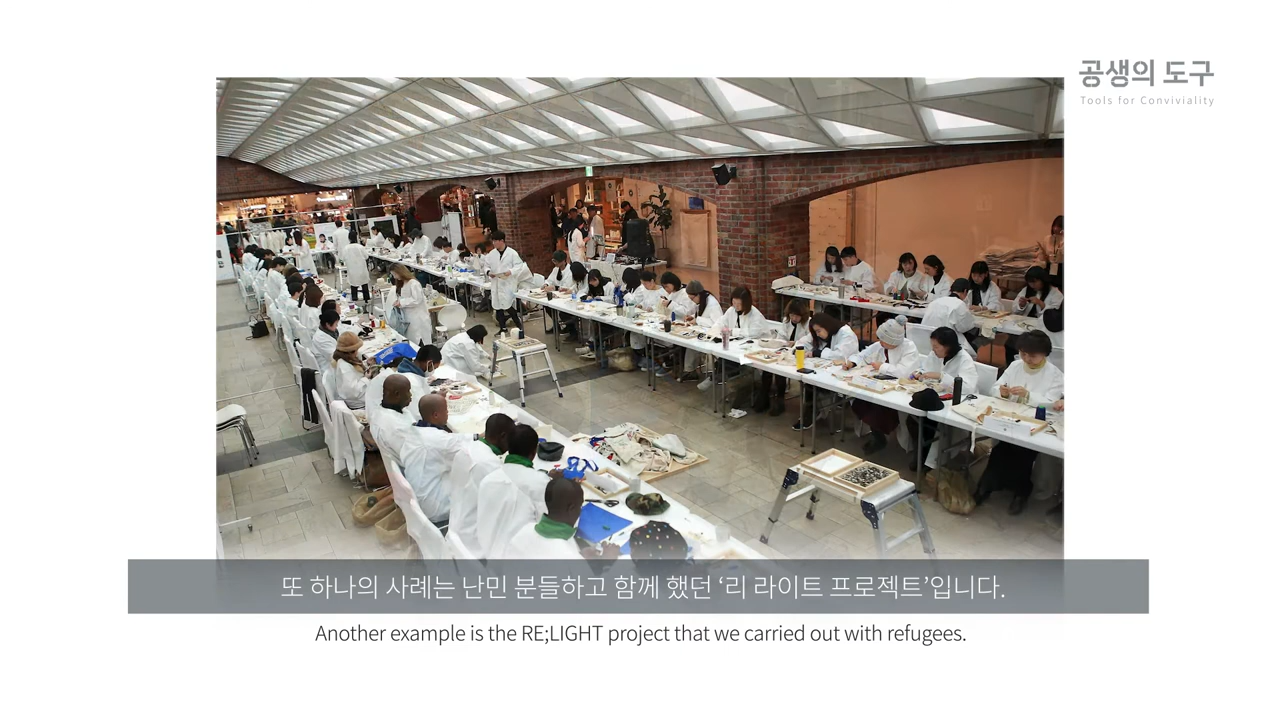 공생의 도구
Tools for Conviviality
또 하나의 사례는 난민 분들하고 함께 했던 ‘리 라이트 프로젝트’입니다.
Another example is the RE;LIGHT project that we carried out with refugees.